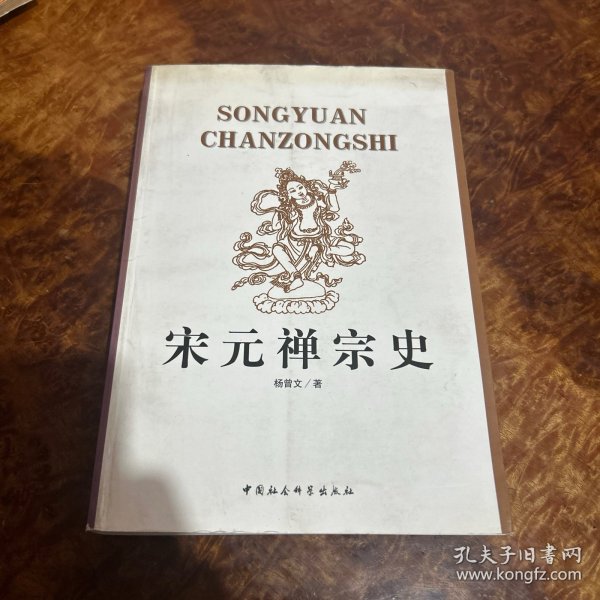 SONGYUAN
CHANZONGSHI
宋元禅宗史
杨曾文/著
中国社会科学出版社
孔夫子旧书网
www.kongfz.com